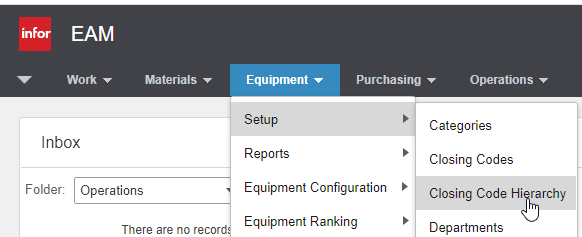 infor EAM
Work Materials Equipment Purchasing Operations
Setup
Reports
Equipment Configuration
Equipment Ranking
Categories
Closing Codes
Closing Code Hierarchy
Departments
Inbox
Folder: Operations
There are no records